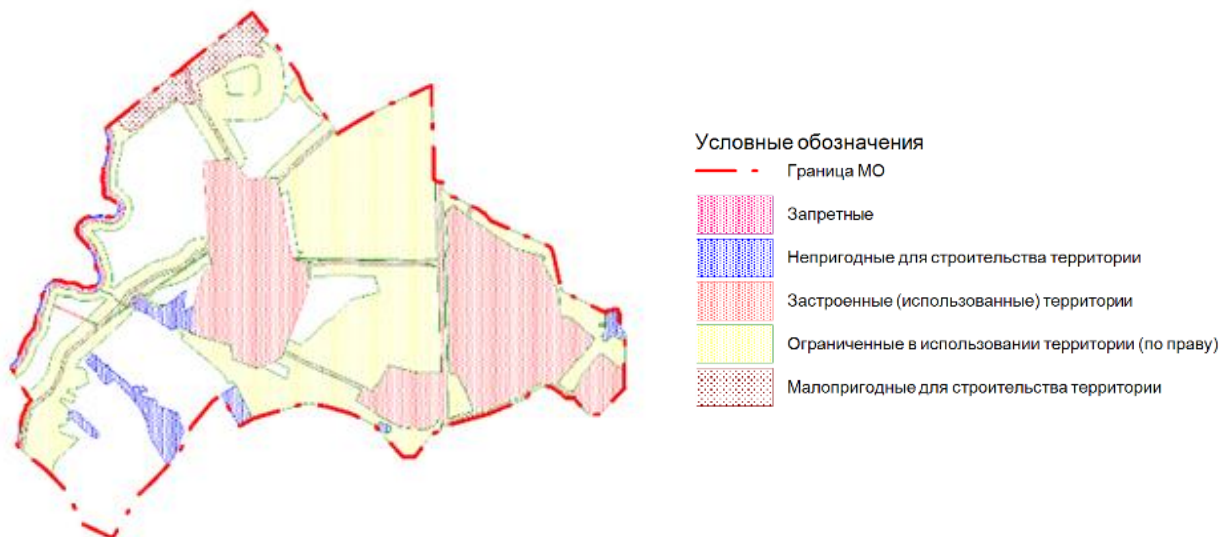 Условные обозначения
Граница МО
Запретные
Непригодные для строительства территории
Застроенные (использованные) территории
Ограниченные в использовании территории (по праву)
Малопригодные для строительства территории